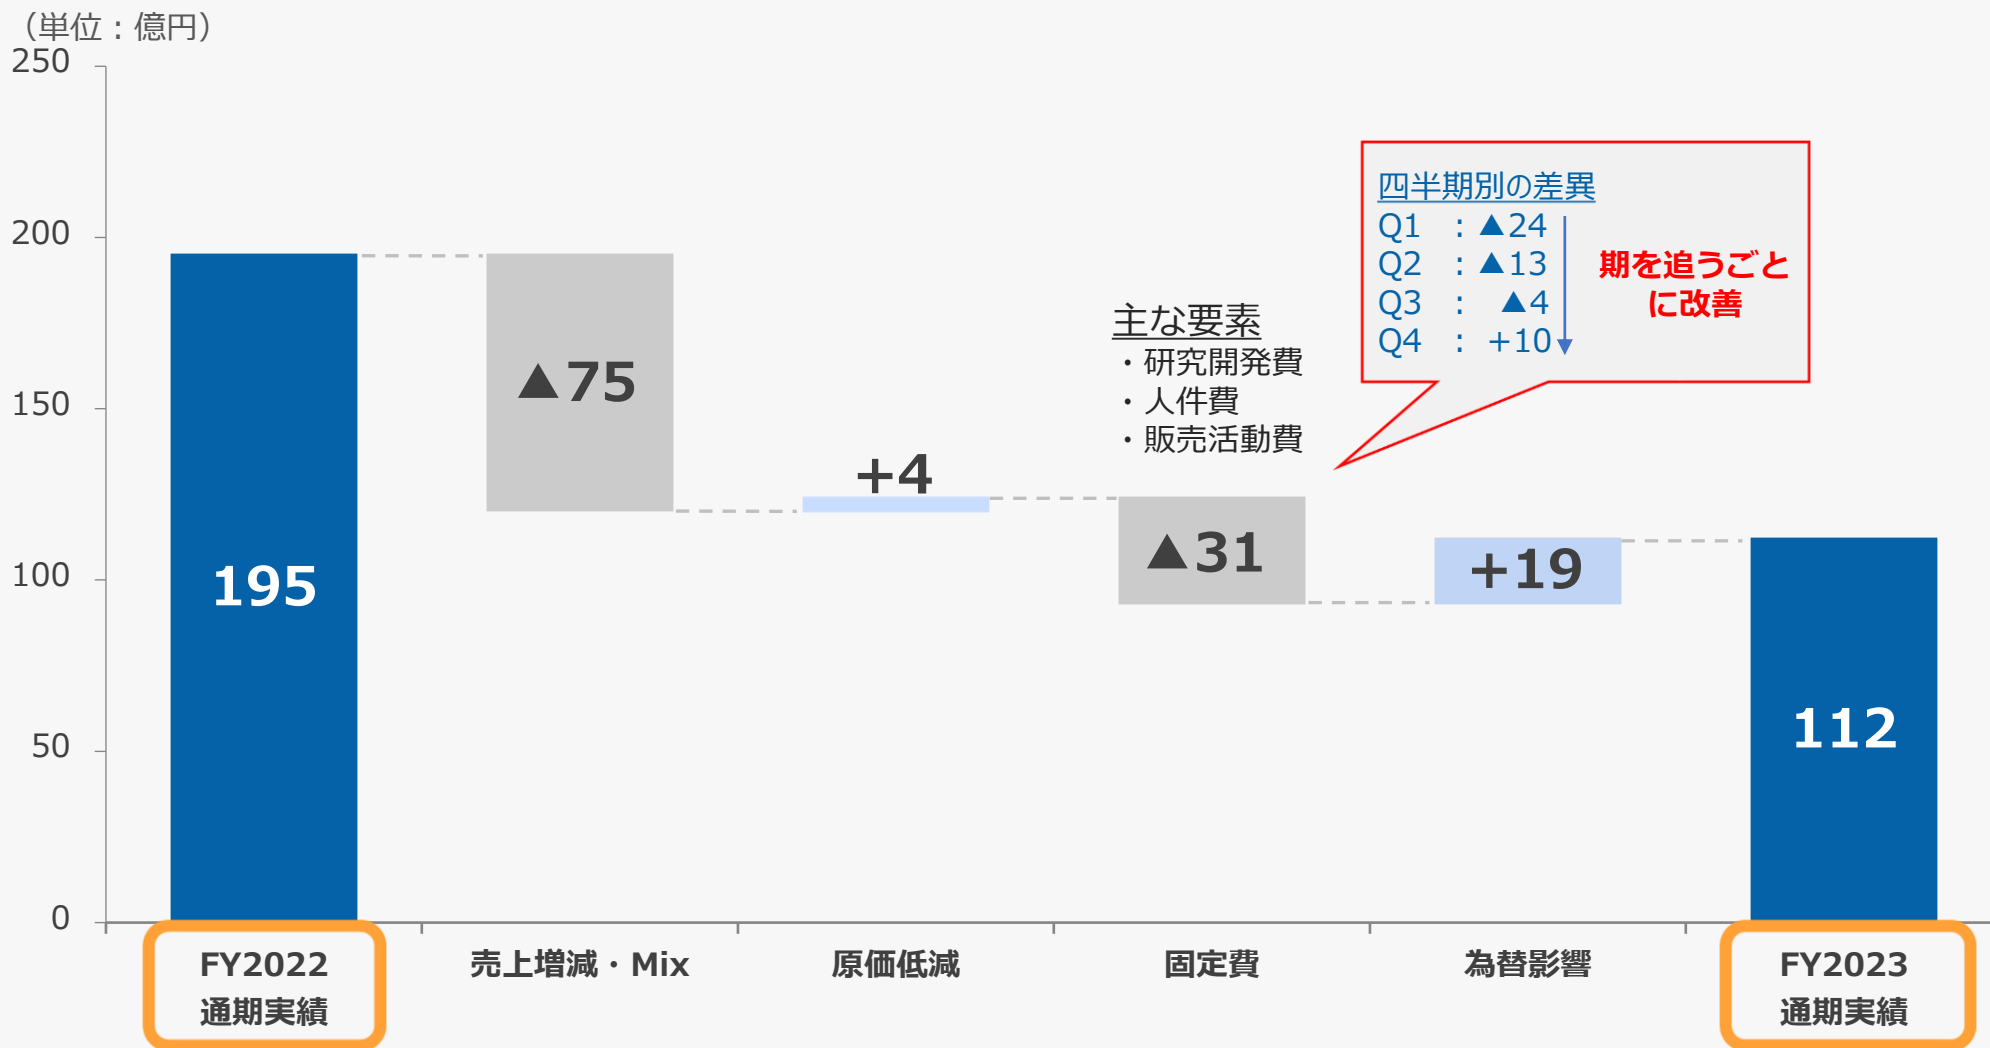 （単位：億円）
250
200
150
100
50
0
195
▲75
+4
主な要素
・研究開発費
・人件費
・販売活動費
▲31
四半期別の差異
Q1 : ▲24
Q2 : ▲13
Q3 : ▲4
Q4 : +10
期を追うごと
に改善
+19
112
FY2022
通期実績
売上増減・Mix
原価低減
固定費
為替影響
FY2023
通期実績